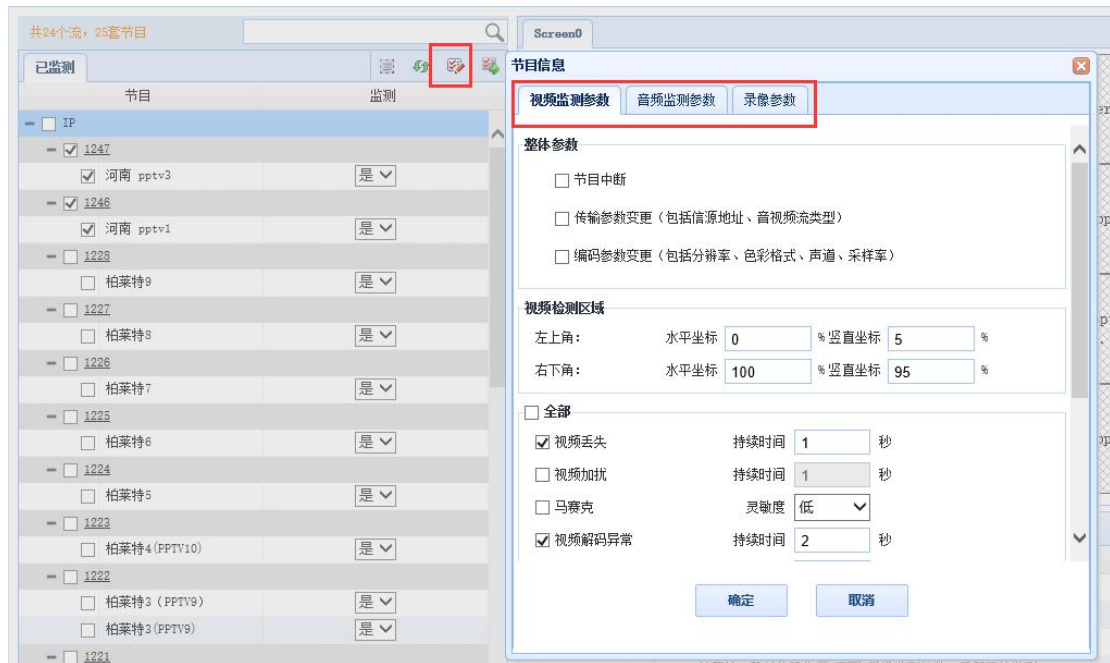 共24个流，25套节目
Screen0
已监测
节目 监测
IP
1247
河南 pptv3 是
1246
河南 pptv1 是
1228
柏莱特9 是
1227
柏莱特8 是
1226
柏莱特7 是
1225
柏莱特6 是
1224
柏莱特5 是
1223
柏莱特4(PPTV10) 是
1222
柏莱特3 (PPTV9) 是
柏莱特3(PPTV9) 是
1221
节目信息
视频监测参数 音频监测参数 录像参数
整体参数
节目中断
传输参数变更（包括信源地址、音视频流类型）
编码参数变更（包括分辨率、色彩格式、声道、采样率）
视频检测区域
左上角: 水平坐标 0 % 竖直坐标 5 %
右下角: 水平坐标 100 % 竖直坐标 95 %
全部
视频丢失 持续时间 1 秒
视频加扰 持续时间 1 秒
马赛克 灵敏度 低
视频解码异常 持续时间 2 秒
确定 取消